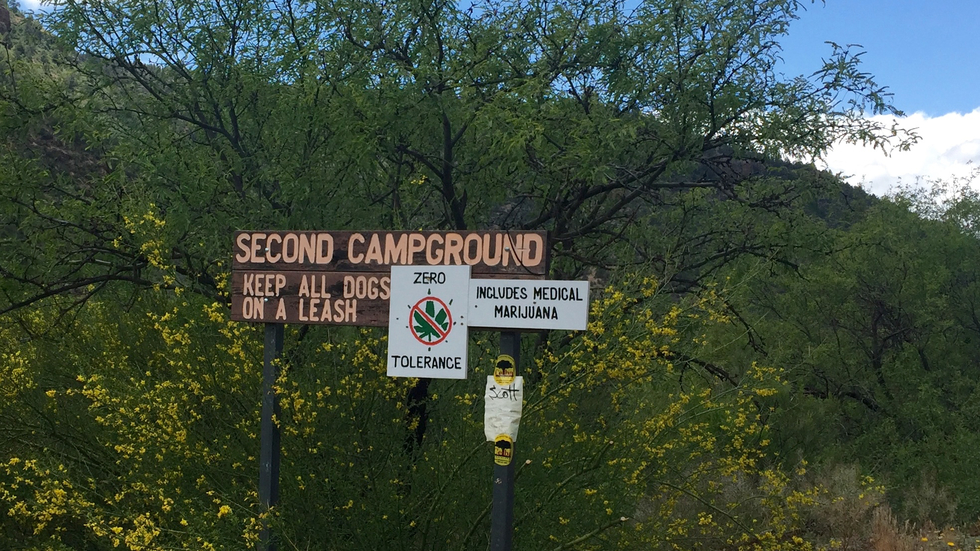 SECOND CAMPGROUND
KEEP ALL DOGS
ON A LEASH
ZERO
TOLERANCE
INCLUDES MEDICAL
MARIJUANA
Scott